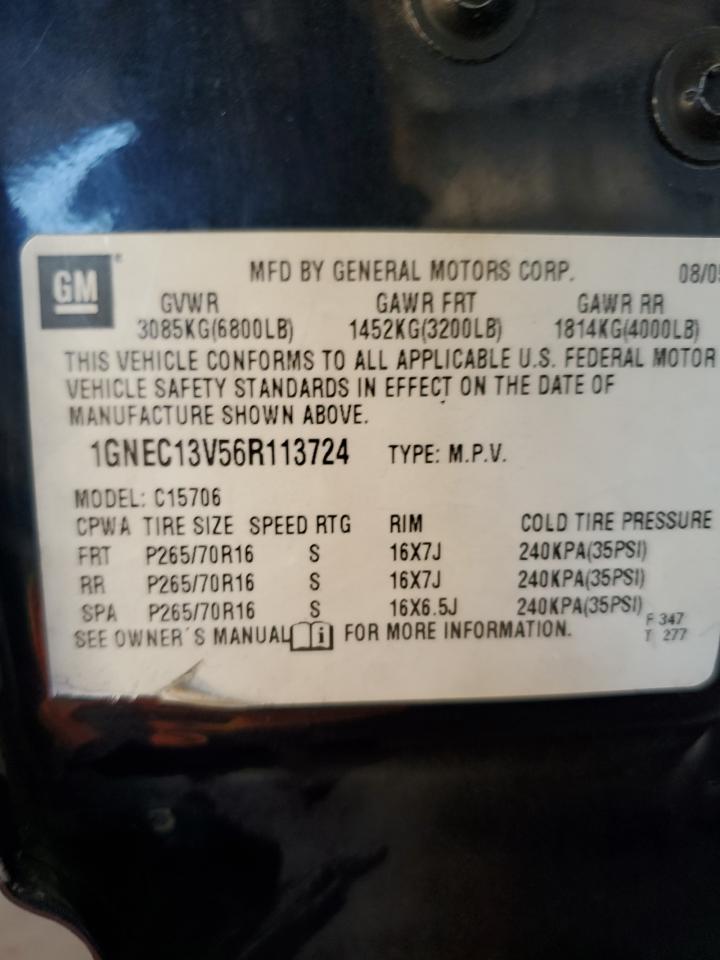 GM
MFD BY GENERAL MOTORS CORP. 08/05
GVWR GAWR FRT GAWR RR
3085KG(6800LB) 1452KG(3200LB) 1814KG(4000LB)
THIS VEHICLE CONFORMS TO ALL APPLICABLE U.S. FEDERAL MOTOR
VEHICLE SAFETY STANDARDS IN EFFECT ON THE DATE OF
MANUFACTURE SHOWN ABOVE.
1GNEC13V56R113724 TYPE: M.P.V.
MODEL: C15706
CPWA TIRE SIZE SPEED RTG RIM COLD TIRE PRESSURE
FRT P265/70R16 S 16X7J 240KPA(35PSI)
RR P265/70R16 S 16X7J 240KPA(35PSI)
SPA P265/70R16 S 16X6.5J 240KPA(35PSI)
F 347
SEE OWNER'S MANUAL FOR MORE INFORMATION. T 277